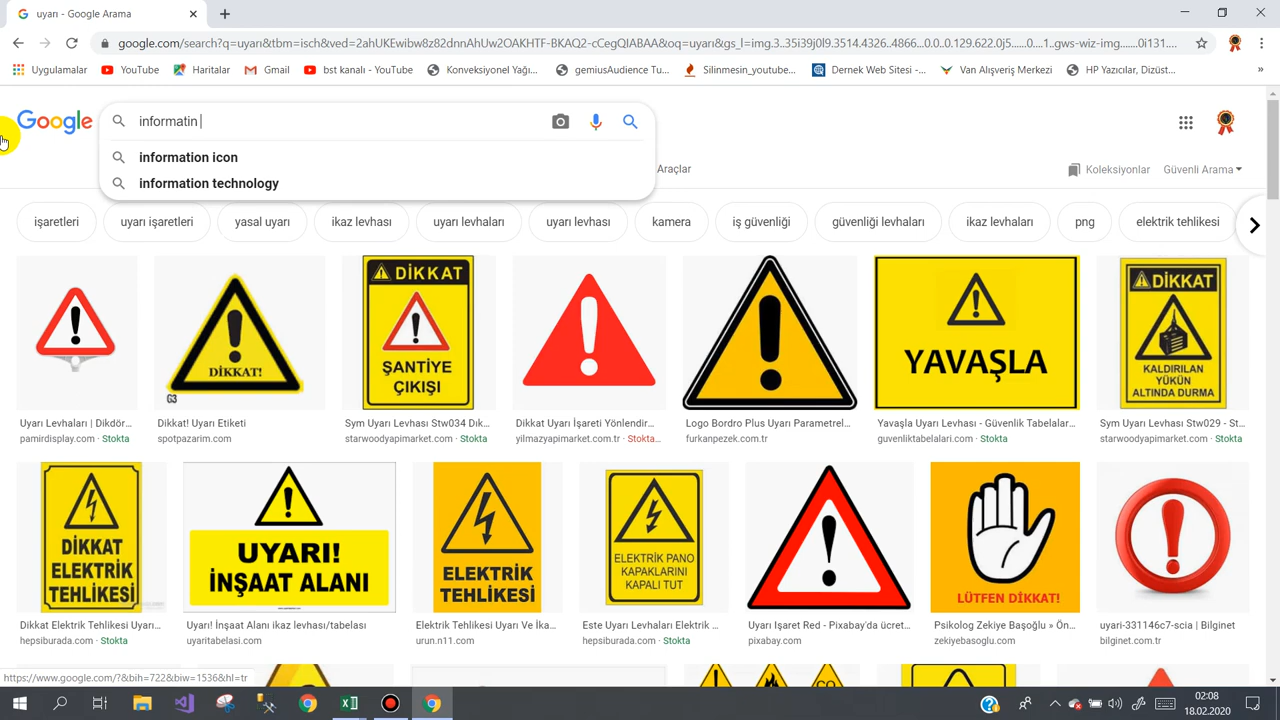 uyarı - Google Arama
google.com/search?q=uyarı&tbm=isch&ved=2ahUKEwibw8z82dnnAhUw2OAKHTF-BKAQ2-cCegQIABAA&oq=uyarı&gs_l=img.3..35i39j0l9.3514.4326..4866...0.0..0.129.622.0j5......0....1..gws-wiz-img.......0i131....
Uygulamalar
YouTube
Haritalar
Gmail
bst kanalı - YouTube
Konveksiyonel Yağı...
gemiusAudience Tu...
Silinmesin_youtube...
Dernek Web Sitesi -...
Van Alışveriş Merkezi
HP Yazıcılar, Dizüst...
»
Google
informatin
information icon
information technology
Araçlar
Koleksiyonlar
Güvenli Arama
işaretleri
uyarı işaretleri
yasal uyarı
ikaz levhası
uyarı levhaları
uyarı levhası
kamera
iş güvenliği
güvenliği levhaları
ikaz levhaları
png
elektrik tehlikesi
DİKKAT!
G3
DİKKAT
ŞANTİYE
ÇIKIŞI
YAVAŞLA
DİKKAT
KALDIRILAN
YÜKÜN
ALTINDA DURMA
Uyarı Levhaları | Dikdör...
pamirdisplay.com · Stokta
Dikkat! Uyarı Etiketi
spotpazarim.com
Sym Uyarı Levhası Stw034 Dık...
starwoodyapimarket.com · Stokta
Dikkat Uyarı İşareti Yönlendir...
yilmazyapimarket.com.tr · Stokta...
Logo Bordro Plus Uyarı Parametrel...
furkanpezek.com.tr
Yavaşla Uyarı Levhası - Güvenlik Tabelalar...
guvenliktabelalari.com · Stokta
Sym Uyarı Levhası Stw029 - St...
starwoodyapimarket.com · Stokta
DİKKAT
ELEKTRİK
TEHLİKESİ
UYARI!
İNŞAAT ALANI
ELEKTRİK
TEHLİKESİ
ELEKTRİK PANO
KAPAKLARINI
KAPALI TUT
LÜTFEN DİKKAT!
Dikkat Elektrik Tehlikesi Uyarı...
hepsiburada.com · Stokta
Uyarı! İnşaat Alanı ikaz levhası/tabelası
uyaritabelasi.com
Elektrik Tehlikesi Uyarı Ve İka...
urun.n11.com
Este Uyarı Levhaları Elektrik ...
hepsiburada.com · Stokta
Uyarı Işaret Red - Pixabay'da ücret...
pixabay.com
Psikolog Zekiye Başoğlu » Ön...
zekiyebasoglu.com
uyari-331146c7-scia | Bilginet
bilginet.com.tr
CO
https://www.google.com/?&bih=722&biw=1536&hl=tr
02:08
18.02.2020